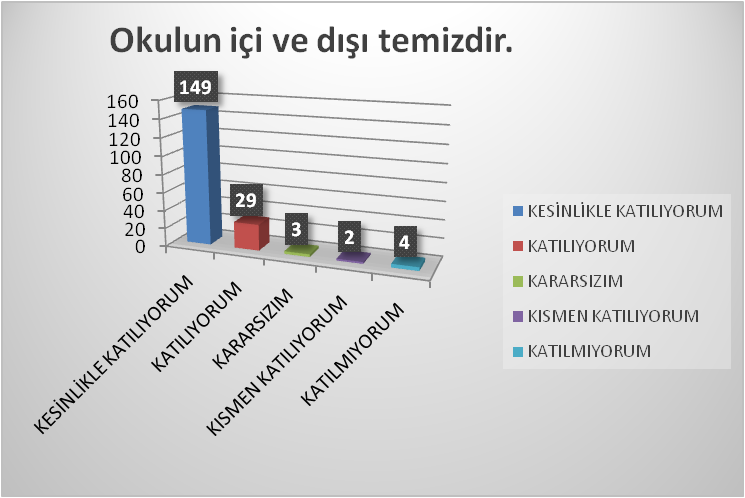 Okulun içi ve dışı temizdir.
149
160
140
120
100
80
60
40
20
0
29
3
2
4
KESİNLİKLE KATILIYORUM
KATILIYORUM
KARARSIZIM
KISMEN KATILIYORUM
KATILMIYORUM
KESİNLİKLE KATILIYORUM
KATILIYORUM
KARARSIZIM
KISMEN KATILIYORUM
KATILMIYORUM